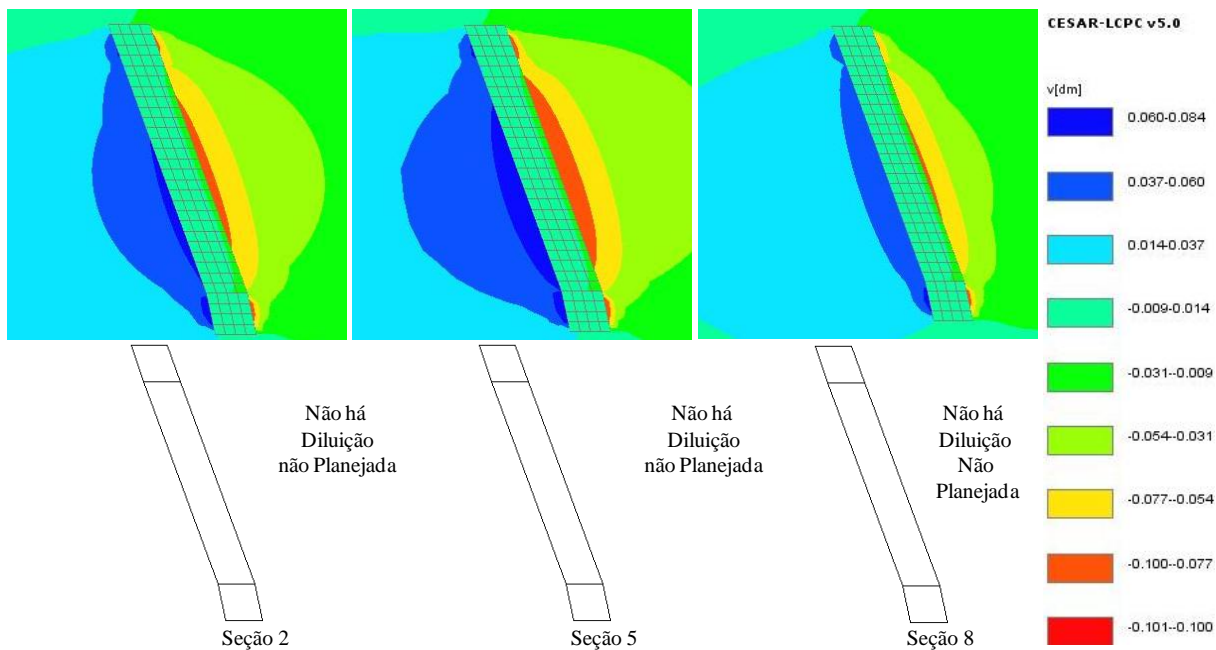 CESAR-LCPC v5.0
v[dm]
0.060-0.084
0.037-0.060
0.014-0.037
-0.009-0.014
-0.031--0.009
-0.054--0.031
-0.077--0.054
-0.100--0.077
-0.101--0.100
Não há
Diluição
não Planejada
Não há
Diluição
não Planejada
Não há
Diluição
Não
Planejada
Seção 2
Seção 5
Seção 8